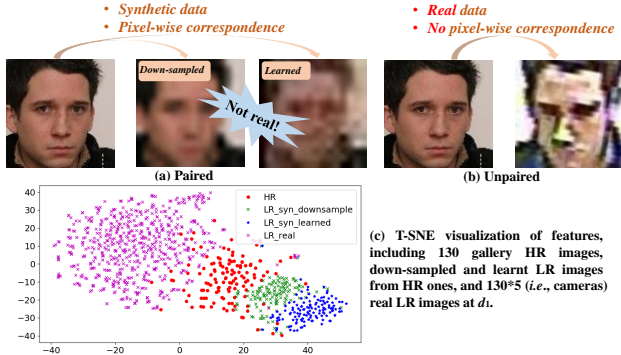 • Synthetic data
• Pixel-wise correspondence
Down-sampled
Learned
Not real!
(a) Paired
• Real data
• No pixel-wise correspondence
(b) Unpaired
40
30
20
10
0
−10
−20
−30
−40
−40
−20
0
20
40
HR
LR_syn_downsample
LR_syn_learned
LR_real
(c) T-SNE visualization of features,
including 130 gallery HR images,
down-sampled and learnt LR images
from HR ones, and 130*5 (i.e., cameras)
real LR images at d1.